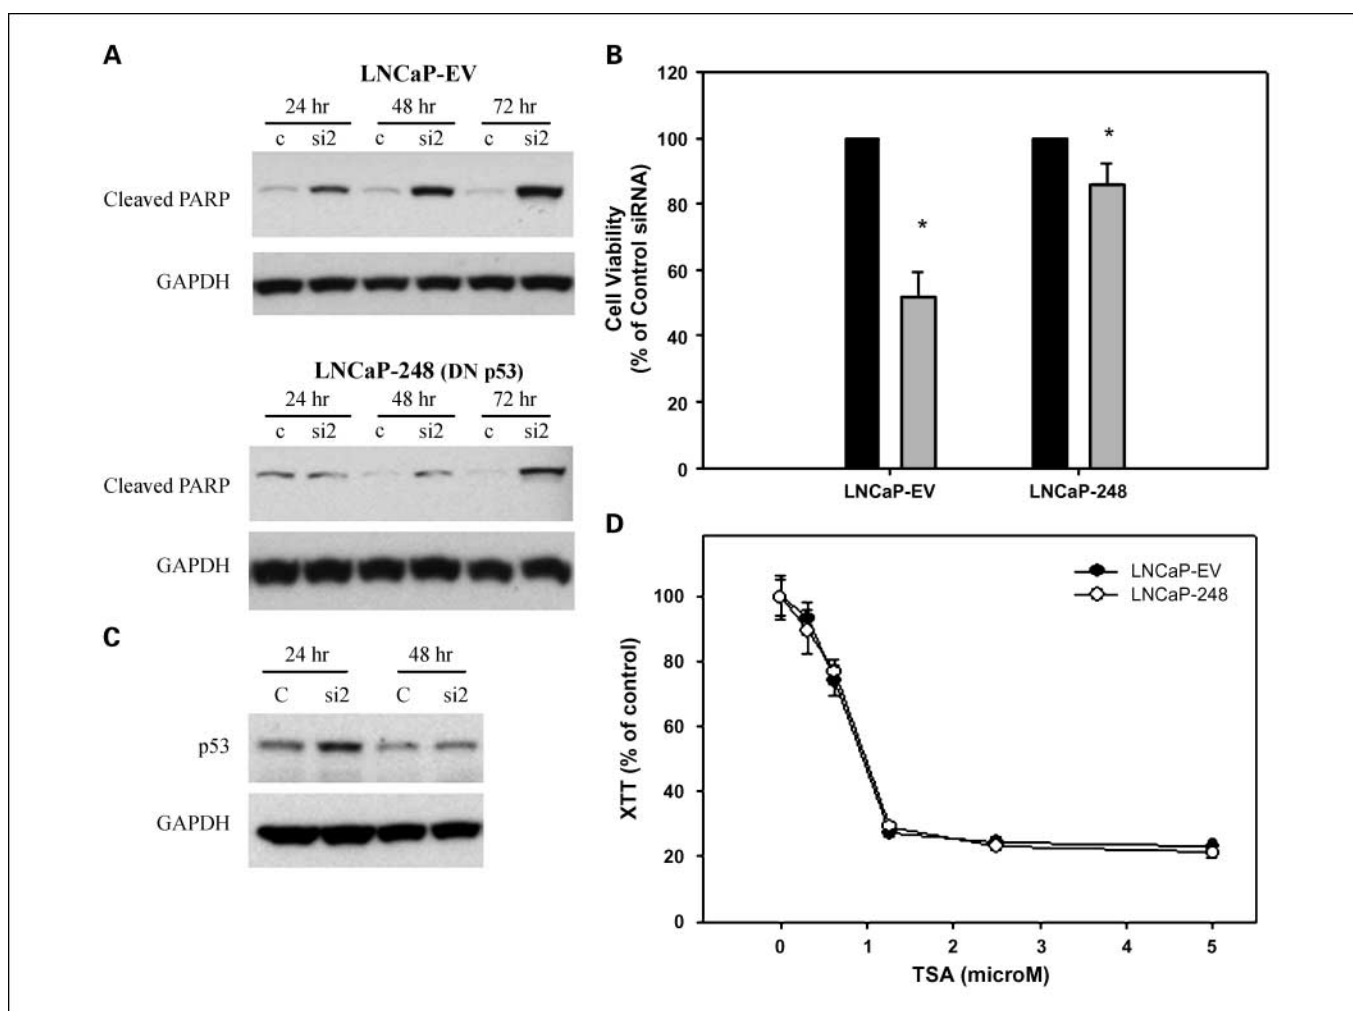 A
LNCaP-EV
24 hr 48 hr 72 hr
c si2 c si2 c si2
Cleaved PARP
GAPDH
LNCaP-248 (DN p53)
24 hr 48 hr 72 hr
c si2 c si2 c si2
Cleaved PARP
GAPDH
B
120
100
80
60
40
20
0
Cell Viability
(% of Control siRNA)
*
*
LNCaP-EV LNCaP-248
C
24 hr 48 hr
C si2 C si2
p53
GAPDH
D
LNCaP-EV
LNCaP-248
100
80
60
40
20
0
XTT (% of control)
0 1 2 3 4 5
TSA (microM)